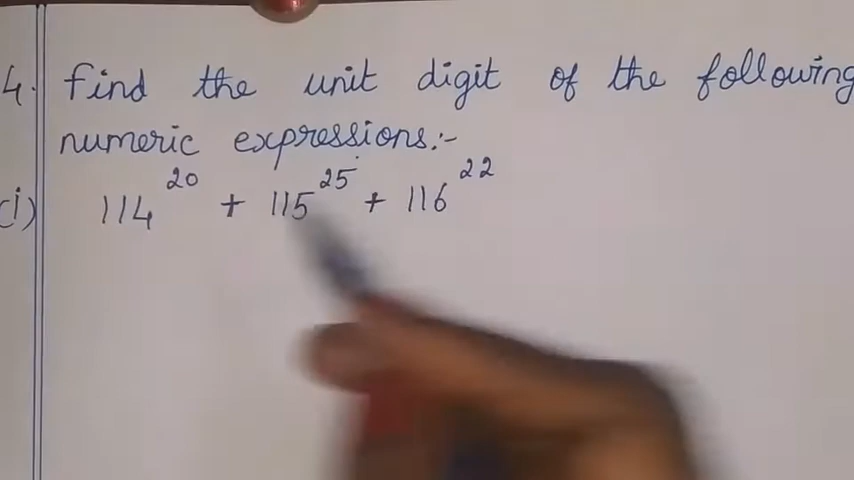 4. find the unit digit of the following
numeric expressions:-
(i) 114^20 + 115^25 + 116^22